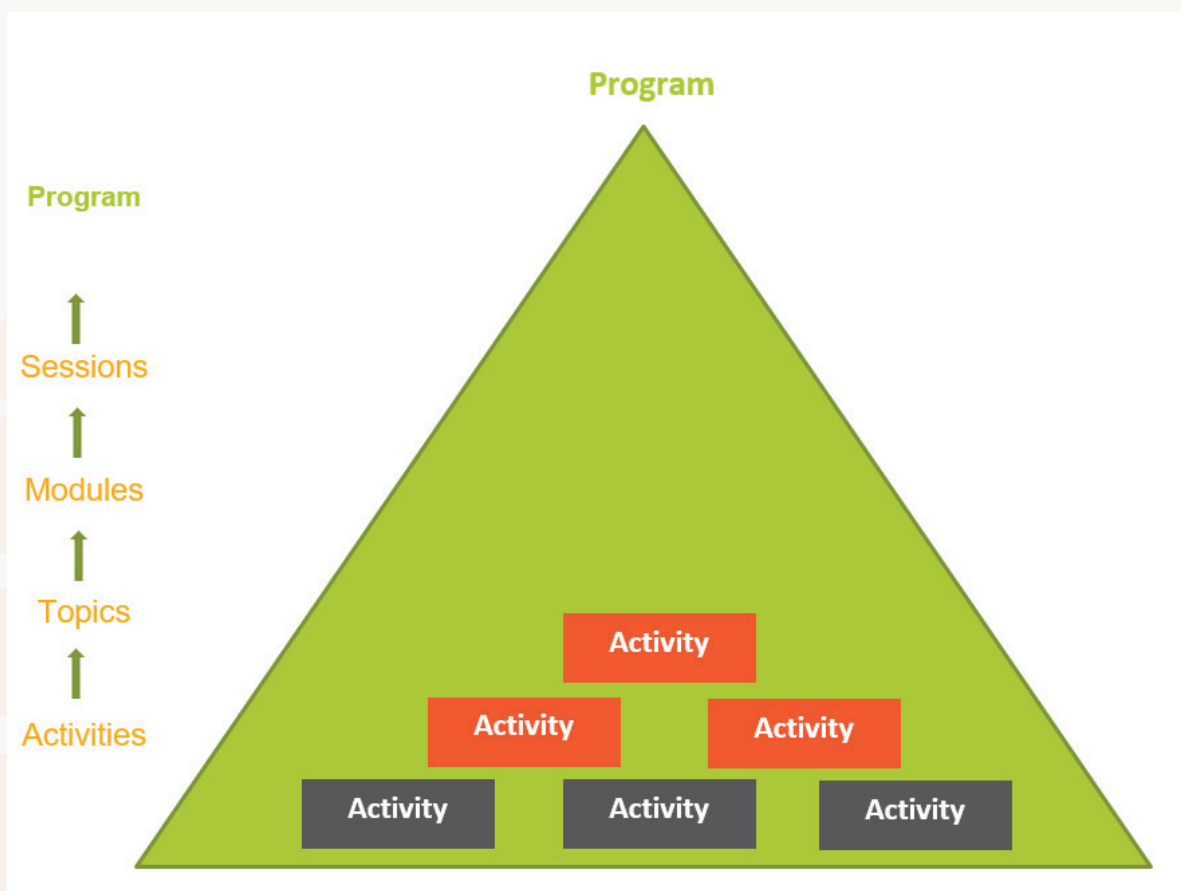 Program
Program
Sessions
Modules
Topics
Activities
Activity
Activity
Activity
Activity
Activity
Activity